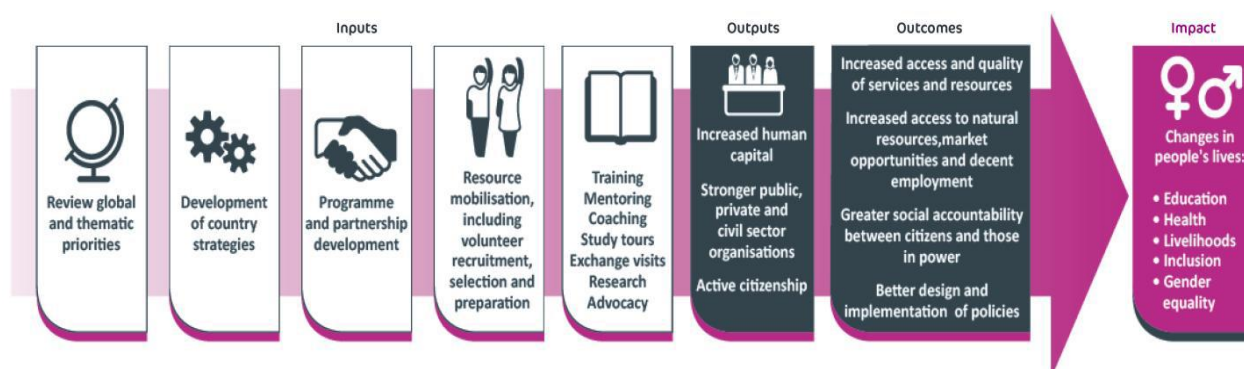 Inputs
Outputs
Outcomes
Impact
Review global
and thematic
priorities
Development
of country
strategies
Programme
and partnership
development
Resource
mobilisation,
including
volunteer
recruitment,
selection and
preparation
Training
Mentoring
Coaching
Study tours
Exchange visits
Research
Advocacy
Increased human
capital
Stronger public,
private and
civil sector
organisations
Active citizenship
Increased access and quality
of services and resources
Increased access to natural
resources,market
opportunities and decent
employment
Greater social accountability
between citizens and those
in power
Better design and
implementation of policies
Changes in
people's lives:
• Education
• Health
• Livelihoods
• Inclusion
• Gender
equality